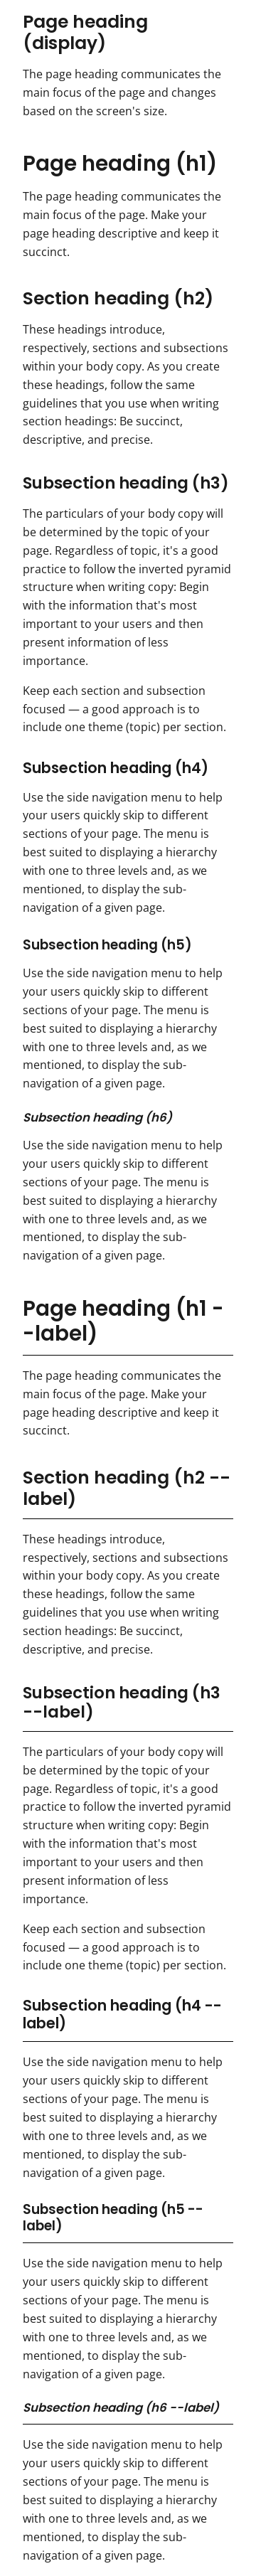 Page heading
(display)
The page heading communicates the
main focus of the page and changes
based on the screen's size.
Page heading (h1)
The page heading communicates the
main focus of the page. Make your
page heading descriptive and keep it
succinct.
Section heading (h2)
These headings introduce,
respectively, sections and subsections
within your body copy. As you create
these headings, follow the same
guidelines that you use when writing
section headings: Be succinct,
descriptive, and precise.
Subsection heading (h3)
The particulars of your body copy will
be determined by the topic of your
page. Regardless of topic, it's a good
practice to follow the inverted pyramid
structure when writing copy: Begin
with the information that's most
important to your users and then
present information of less
importance.
Keep each section and subsection
focused — a good approach is to
include one theme (topic) per section.
Subsection heading (h4)
Use the side navigation menu to help
your users quickly skip to different
sections of your page. The menu is
best suited to displaying a hierarchy
with one to three levels and, as we
mentioned, to display the sub-
navigation of a given page.
Subsection heading (h5)
Use the side navigation menu to help
your users quickly skip to different
sections of your page. The menu is
best suited to displaying a hierarchy
with one to three levels and, as we
mentioned, to display the sub-
navigation of a given page.
Subsection heading (h6)
Use the side navigation menu to help
your users quickly skip to different
sections of your page. The menu is
best suited to displaying a hierarchy
with one to three levels and, as we
mentioned, to display the sub-
navigation of a given page.
Page heading (h1 -
-label)
The page heading communicates the
main focus of the page. Make your
page heading descriptive and keep it
succinct.
Section heading (h2 --
label)
These headings introduce,
respectively, sections and subsections
within your body copy. As you create
these headings, follow the same
guidelines that you use when writing
section headings: Be succinct,
descriptive, and precise.
Subsection heading (h3
--label)
The particulars of your body copy will
be determined by the topic of your
page. Regardless of topic, it's a good
practice to follow the inverted pyramid
structure when writing copy: Begin
with the information that's most
important to your users and then
present information of less
importance.
Keep each section and subsection
focused — a good approach is to
include one theme (topic) per section.
Subsection heading (h4 --
label)
Use the side navigation menu to help
your users quickly skip to different
sections of your page. The menu is
best suited to displaying a hierarchy
with one to three levels and, as we
mentioned, to display the sub-
navigation of a given page.
Subsection heading (h5 --
label)
Use the side navigation menu to help
your users quickly skip to different
sections of your page. The menu is
best suited to displaying a hierarchy
with one to three levels and, as we
mentioned, to display the sub-
navigation of a given page.
Subsection heading (h6 --label)
Use the side navigation menu to help
your users quickly skip to different
sections of your page. The menu is
best suited to displaying a hierarchy
with one to three levels and, as we
mentioned, to display the sub-
navigation of a given page.